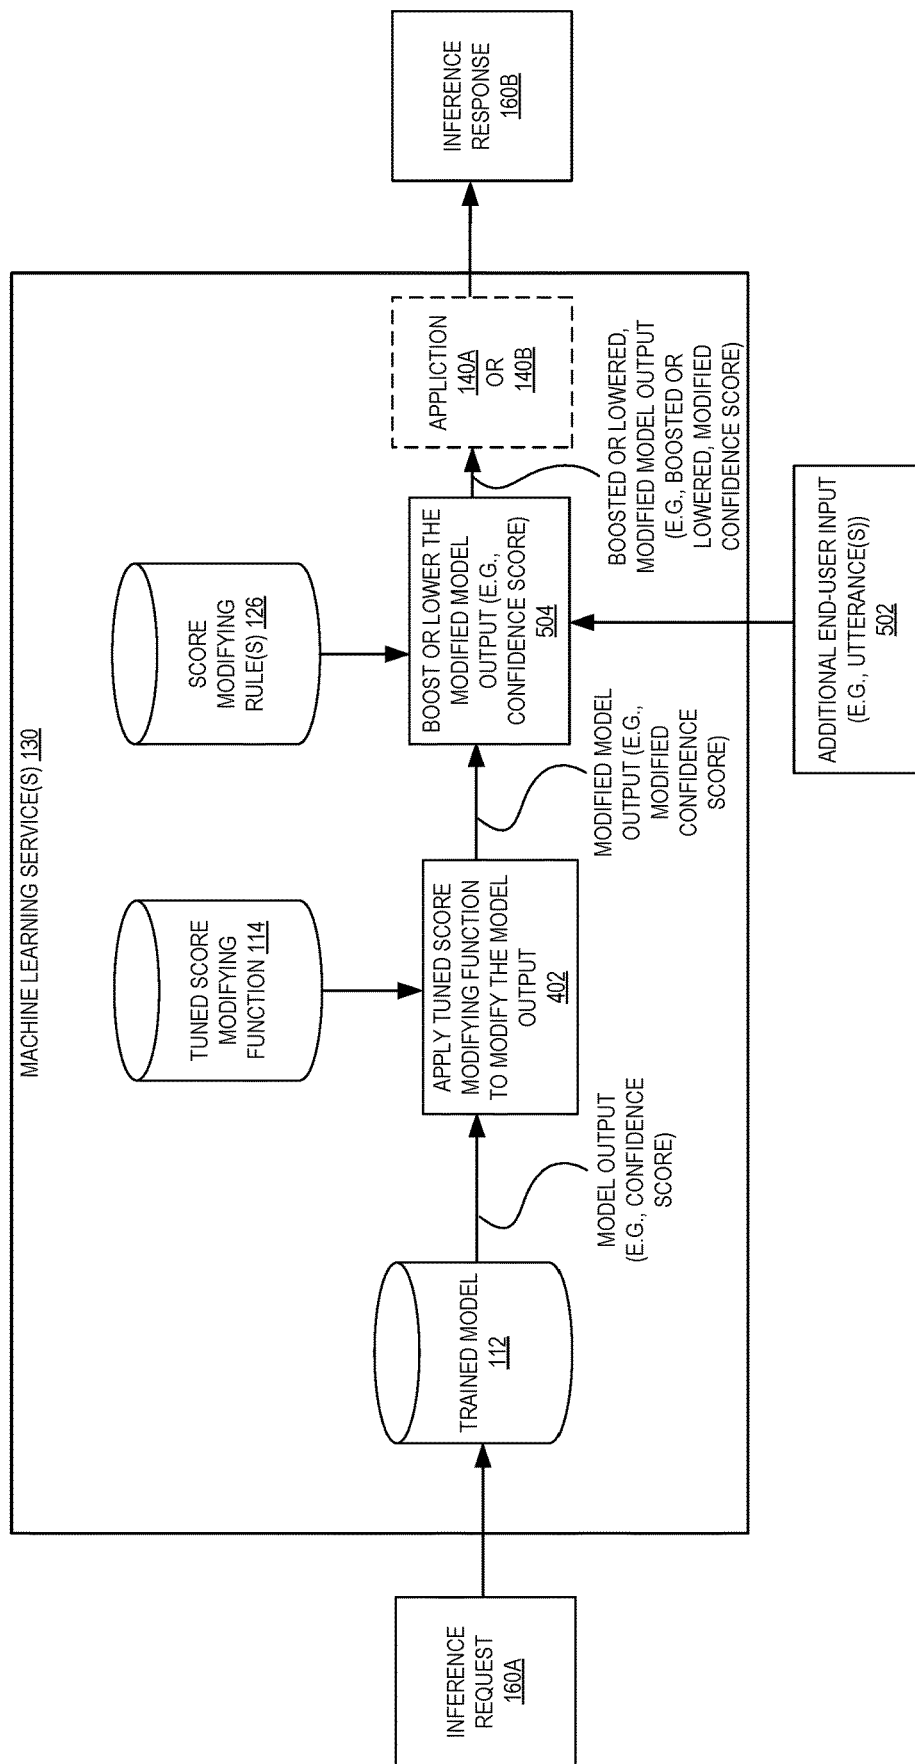 MACHINE LEARNING SERVICE(S) 130
INFERENCE
REQUEST
160A
TRAINED MODEL
112
MODEL OUTPUT
(E.G., CONFIDENCE
SCORE)
TUNED SCORE
MODIFYING
FUNCTION 114
APPLY TUNED SCORE
MODIFYING FUNCTION
TO MODIFY THE MODEL
OUTPUT
402
MODIFIED MODEL
OUTPUT (E.G.,
MODIFIED
CONFIDENCE
SCORE)
SCORE
MODIFYING
RULE(S) 126
BOOST OR LOWER THE
MODIFIED MODEL
OUTPUT (E.G.,
CONFIDENCE SCORE)
504
ADDITIONAL END-USER INPUT
(E.G., UTTERANCE(S))
502
BOOSTED OR LOWERED,
MODIFIED MODEL OUTPUT
(E.G., BOOSTED OR
LOWERED, MODIFIED
CONFIDENCE SCORE)
APPLICTION
140A
OR
140B
INFERENCE
RESPONSE
160B